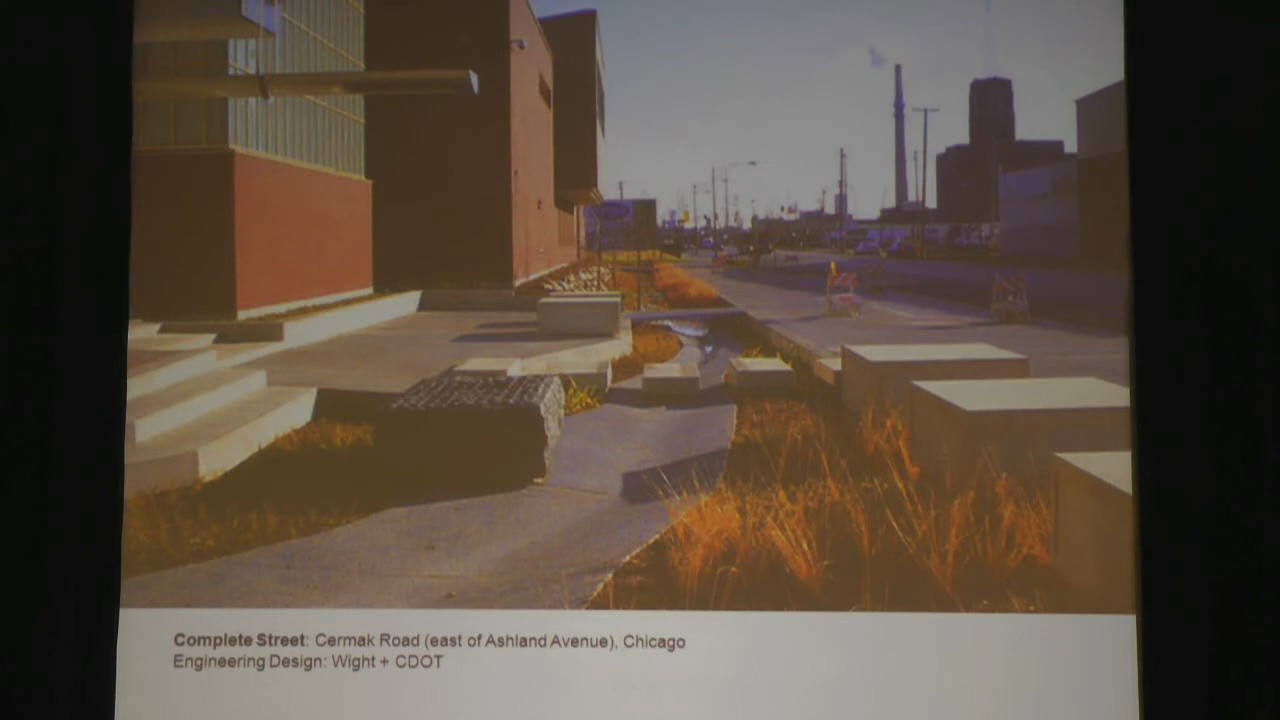 Complete Street: Cermak Road (east of Ashland Avenue), Chicago
Engineering Design: Wight + CDOT